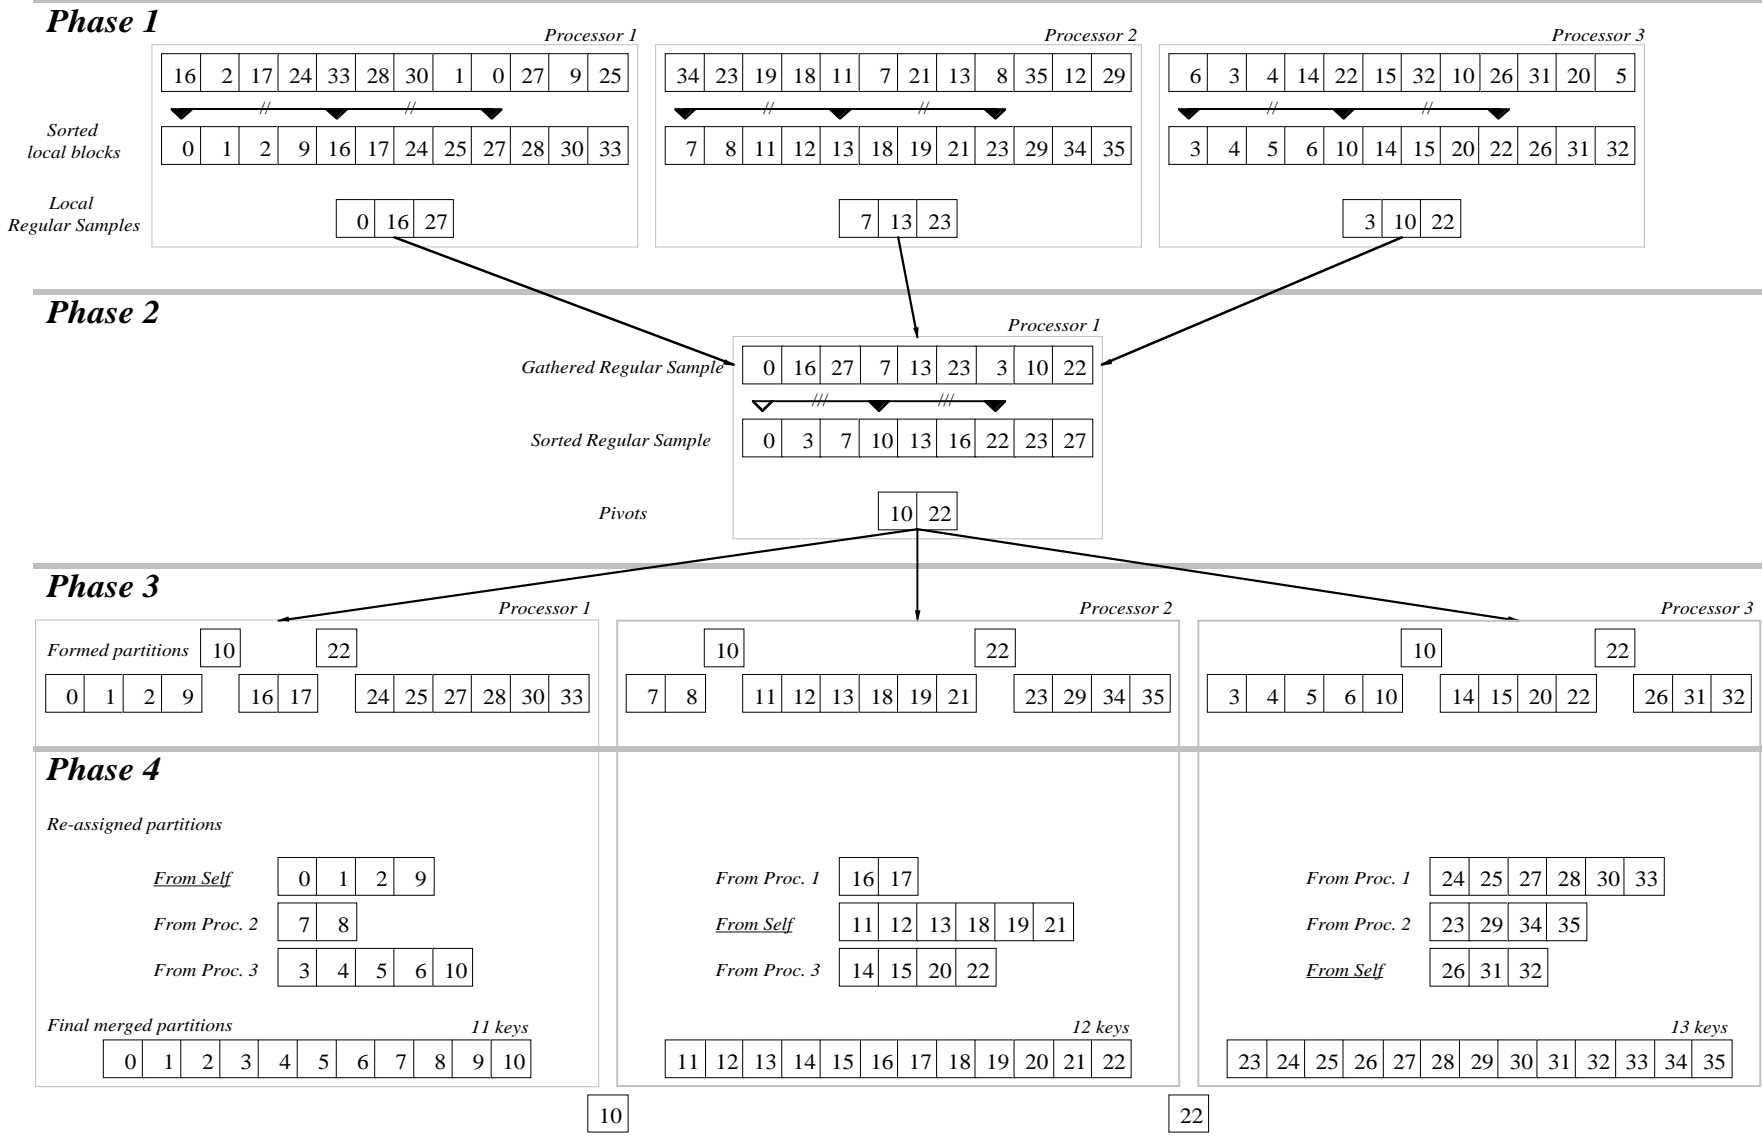 Phase 1
Processor 1 Processor 2 Processor 3
16 2 17 24 33 28 30 1 0 27 9 25 34 23 19 18 11 7 21 13 8 35 12 29 6 3 4 14 22 15 32 10 26 31 20 5
Sorted
local blocks
0 1 2 9 16 17 24 25 27 28 30 33 7 8 11 12 13 18 19 21 23 29 34 35 3 4 5 6 10 14 15 20 22 26 31 32
Local
Regular Samples
0 16 27 7 13 23 3 10 22
Phase 2
Processor 1
Gathered Regular Sample 0 16 27 7 13 23 3 10 22
Sorted Regular Sample 0 3 7 10 13 16 22 23 27
Pivots 10 22
Phase 3
Processor 1 Processor 2 Processor 3
Formed partitions 10 22 10 22 10 22
0 1 2 9 16 17 24 25 27 28 30 33 7 8 11 12 13 18 19 21 23 29 34 35 3 4 5 6 10 14 15 20 22 26 31 32
Phase 4
Re-assigned partitions
From Self 0 1 2 9 From Proc. 1 16 17 From Proc. 1 24 25 27 28 30 33
From Proc. 2 7 8 From Self 11 12 13 18 19 21 From Proc. 2 23 29 34 35
From Proc. 3 3 4 5 6 10 From Proc. 3 14 15 20 22 From Self 26 31 32
Final merged partitions 11 keys 12 keys 13 keys
0 1 2 3 4 5 6 7 8 9 10 11 12 13 14 15 16 17 18 19 20 21 22 23 24 25 26 27 28 29 30 31 32 33 34 35
10 22